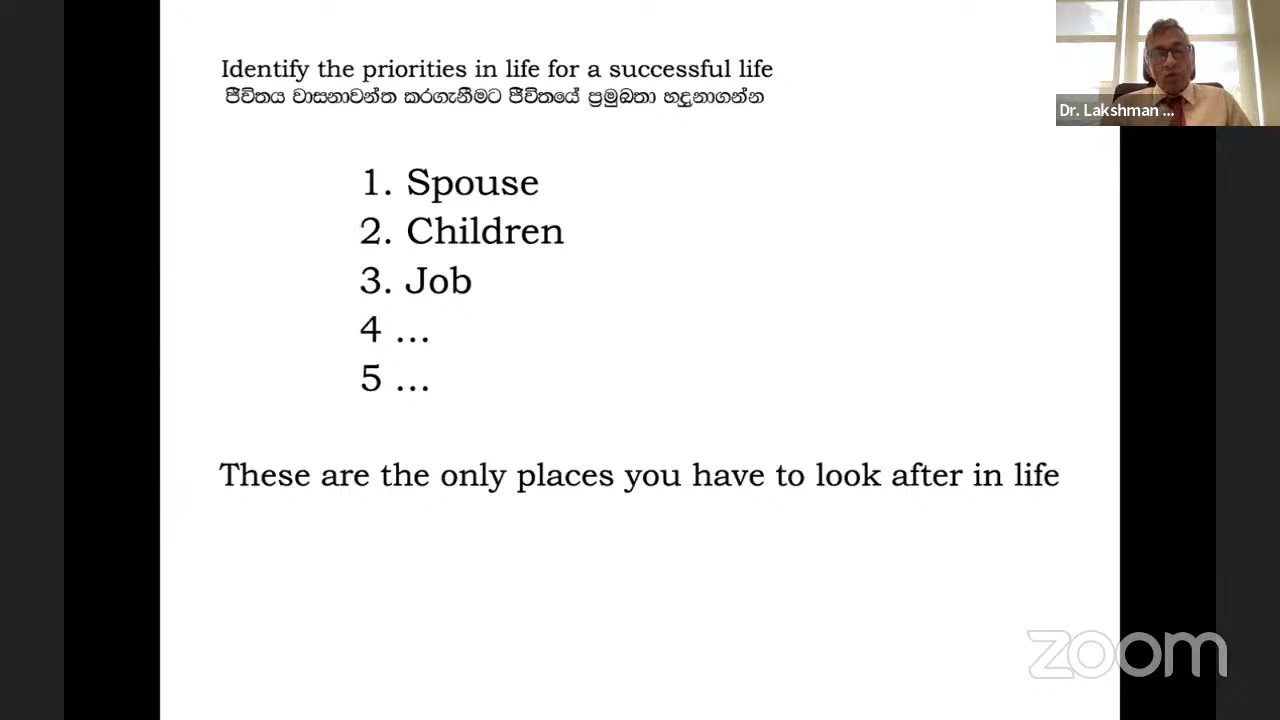 Identify the priorities in life for a successful life
ජීවිතය වාසනාවන්ත කරගැනීමට ජීවිතයේ ප්‍රමුඛතා හදුනාගන්න
Dr. Lakshman ...
1. Spouse
2. Children
3. Job
4 ...
5 ...
These are the only places you have to look after in life
zoom